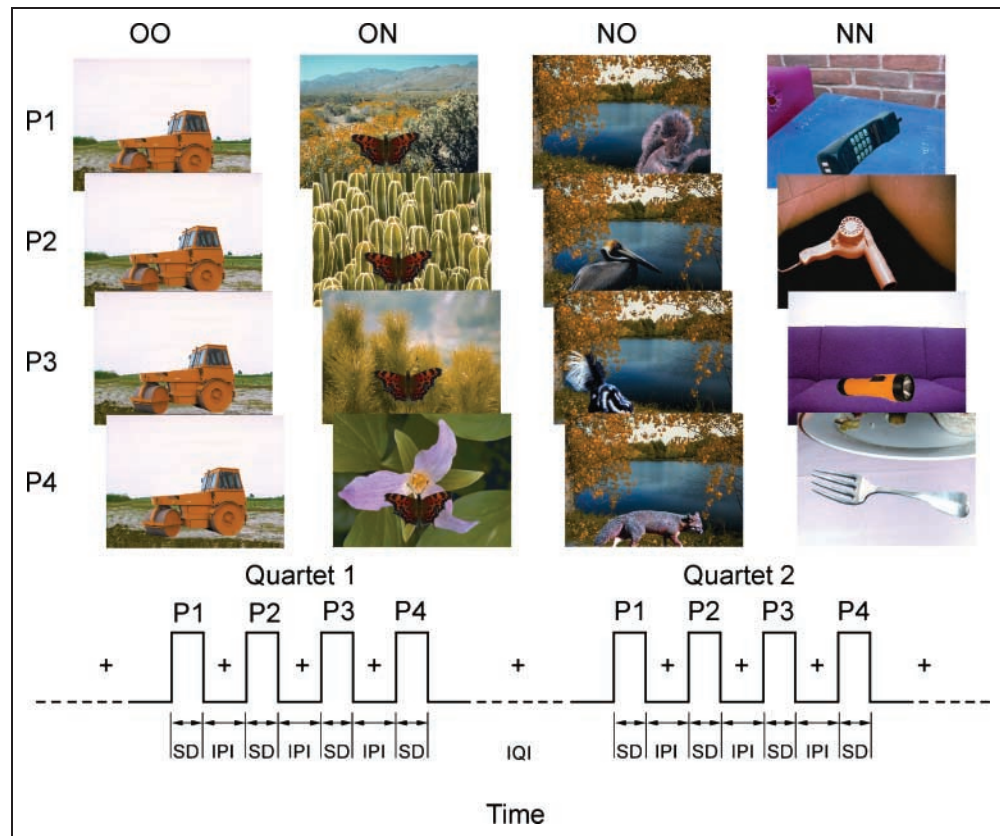 OO ON NO NN
P1
P2
P3
P4
Quartet 1 Quartet 2
P1 P2 P3 P4 P1 P2 P3 P4
+ + + + + + + + +
SD IPI SD IPI SD IPI SD IQI SD IPI SD IPI SD IPI SD
Time